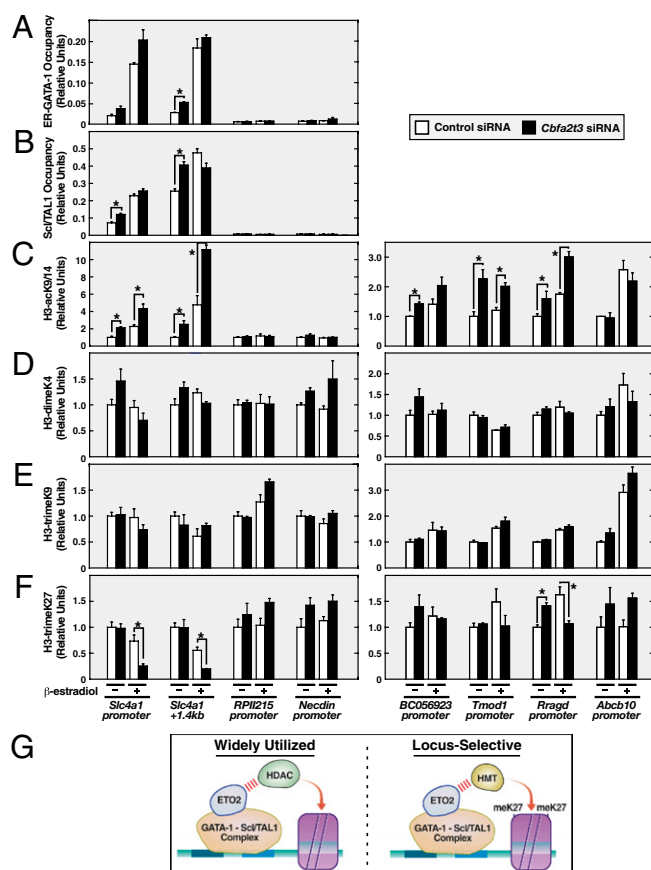 A
ER-GATA-1 Occupancy
(Relative Units)
0.20
0.15
0.10
0.05
0
Control siRNA
Cbfa2t3 siRNA
*
B
Scl/TAL1 Occupancy
(Relative Units)
0.5
0.4
0.3
0.2
0.1
0
*
*
C
H3-acK9/14
(Relative Units)
10
8
6
4
2
0
*
*
*
*
3.0
2.0
1.0
0
*
*
*
*
*
D
H3-dimeK4
(Relative Units)
1.5
1.0
0.5
0
1.5
1.0
0.5
0
E
H3-trimeK9
(Relative Units)
1.5
1.0
0.5
0
3.0
2.0
1.0
0
F
H3-trimeK27
(Relative Units)
1.5
1.0
0.5
0
*
*
1.5
1.0
0.5
0
*
*
β-estradiol
− + − + − + − + − + − + − + − +
Slc4a1 Slc4a1 RPII215 Necdin BC056923 Tmod1 Rragd Abcb10
promoter +1.4kb promoter promoter promoter promoter promoter promoter
G
Widely Utilized
HDAC
ETO2
GATA-1 - Scl/TAL1
Complex
Locus-Selective
HMT
ETO2
meK27 meK27
GATA-1 - Scl/TAL1
Complex